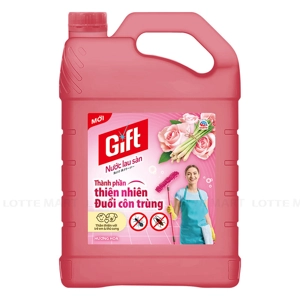 MỚI
Gift
Nước lau sàn
Thành phần
thiên nhiên
Đuổi côn trùng
HƯƠNG HOA
LOTTE MART